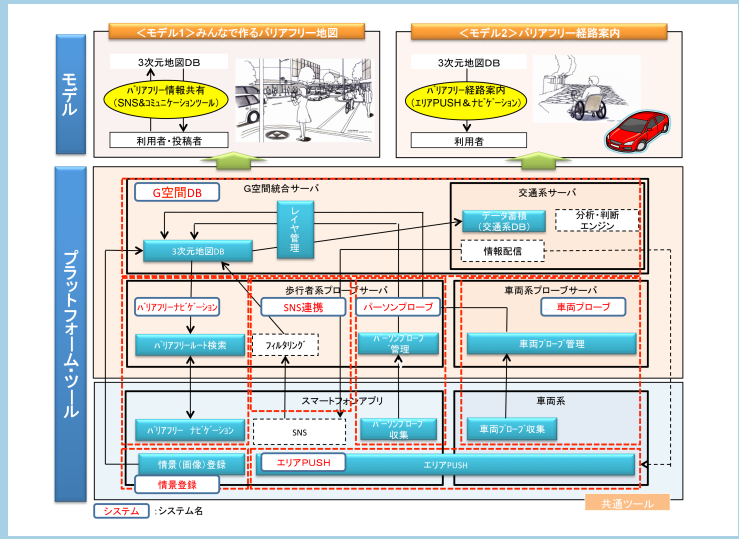 <モデル1>みんなで作るバリアフリー地図
<モデル2>バリアフリー経路案内
モデル
3次元地図DB
バリアフリー情報共有
(SNS&コミュニケーションツール)
利用者・投稿者
3次元地図DB
バリアフリー経路案内
(エリアPUSH&ナビゲーション)
利用者
プラットフォーム・ツール
G空間DB
G空間統合サーバ
レイヤ管理
3次元地図DB
交通系サーバ
データ蓄積
(交通系DB)
分析・判断
エンジン
情報配信
歩行者系プローブサーバ
バリアフリーナビゲーション
SNS連携
パーソンプローブ
バリアフリールート検索
フィルタリング
パーソンプローブ
管理
車両系プローブサーバ
車両プローブ
車両プローブ管理
スマートフォンアプリ
バリアフリー ナビゲーション
SNS
パーソンプローブ
収集
車両系
車両プローブ収集
情景(画像)登録
エリアPUSH
エリアPUSH
情景登録
共通ツール
システム
:システム名